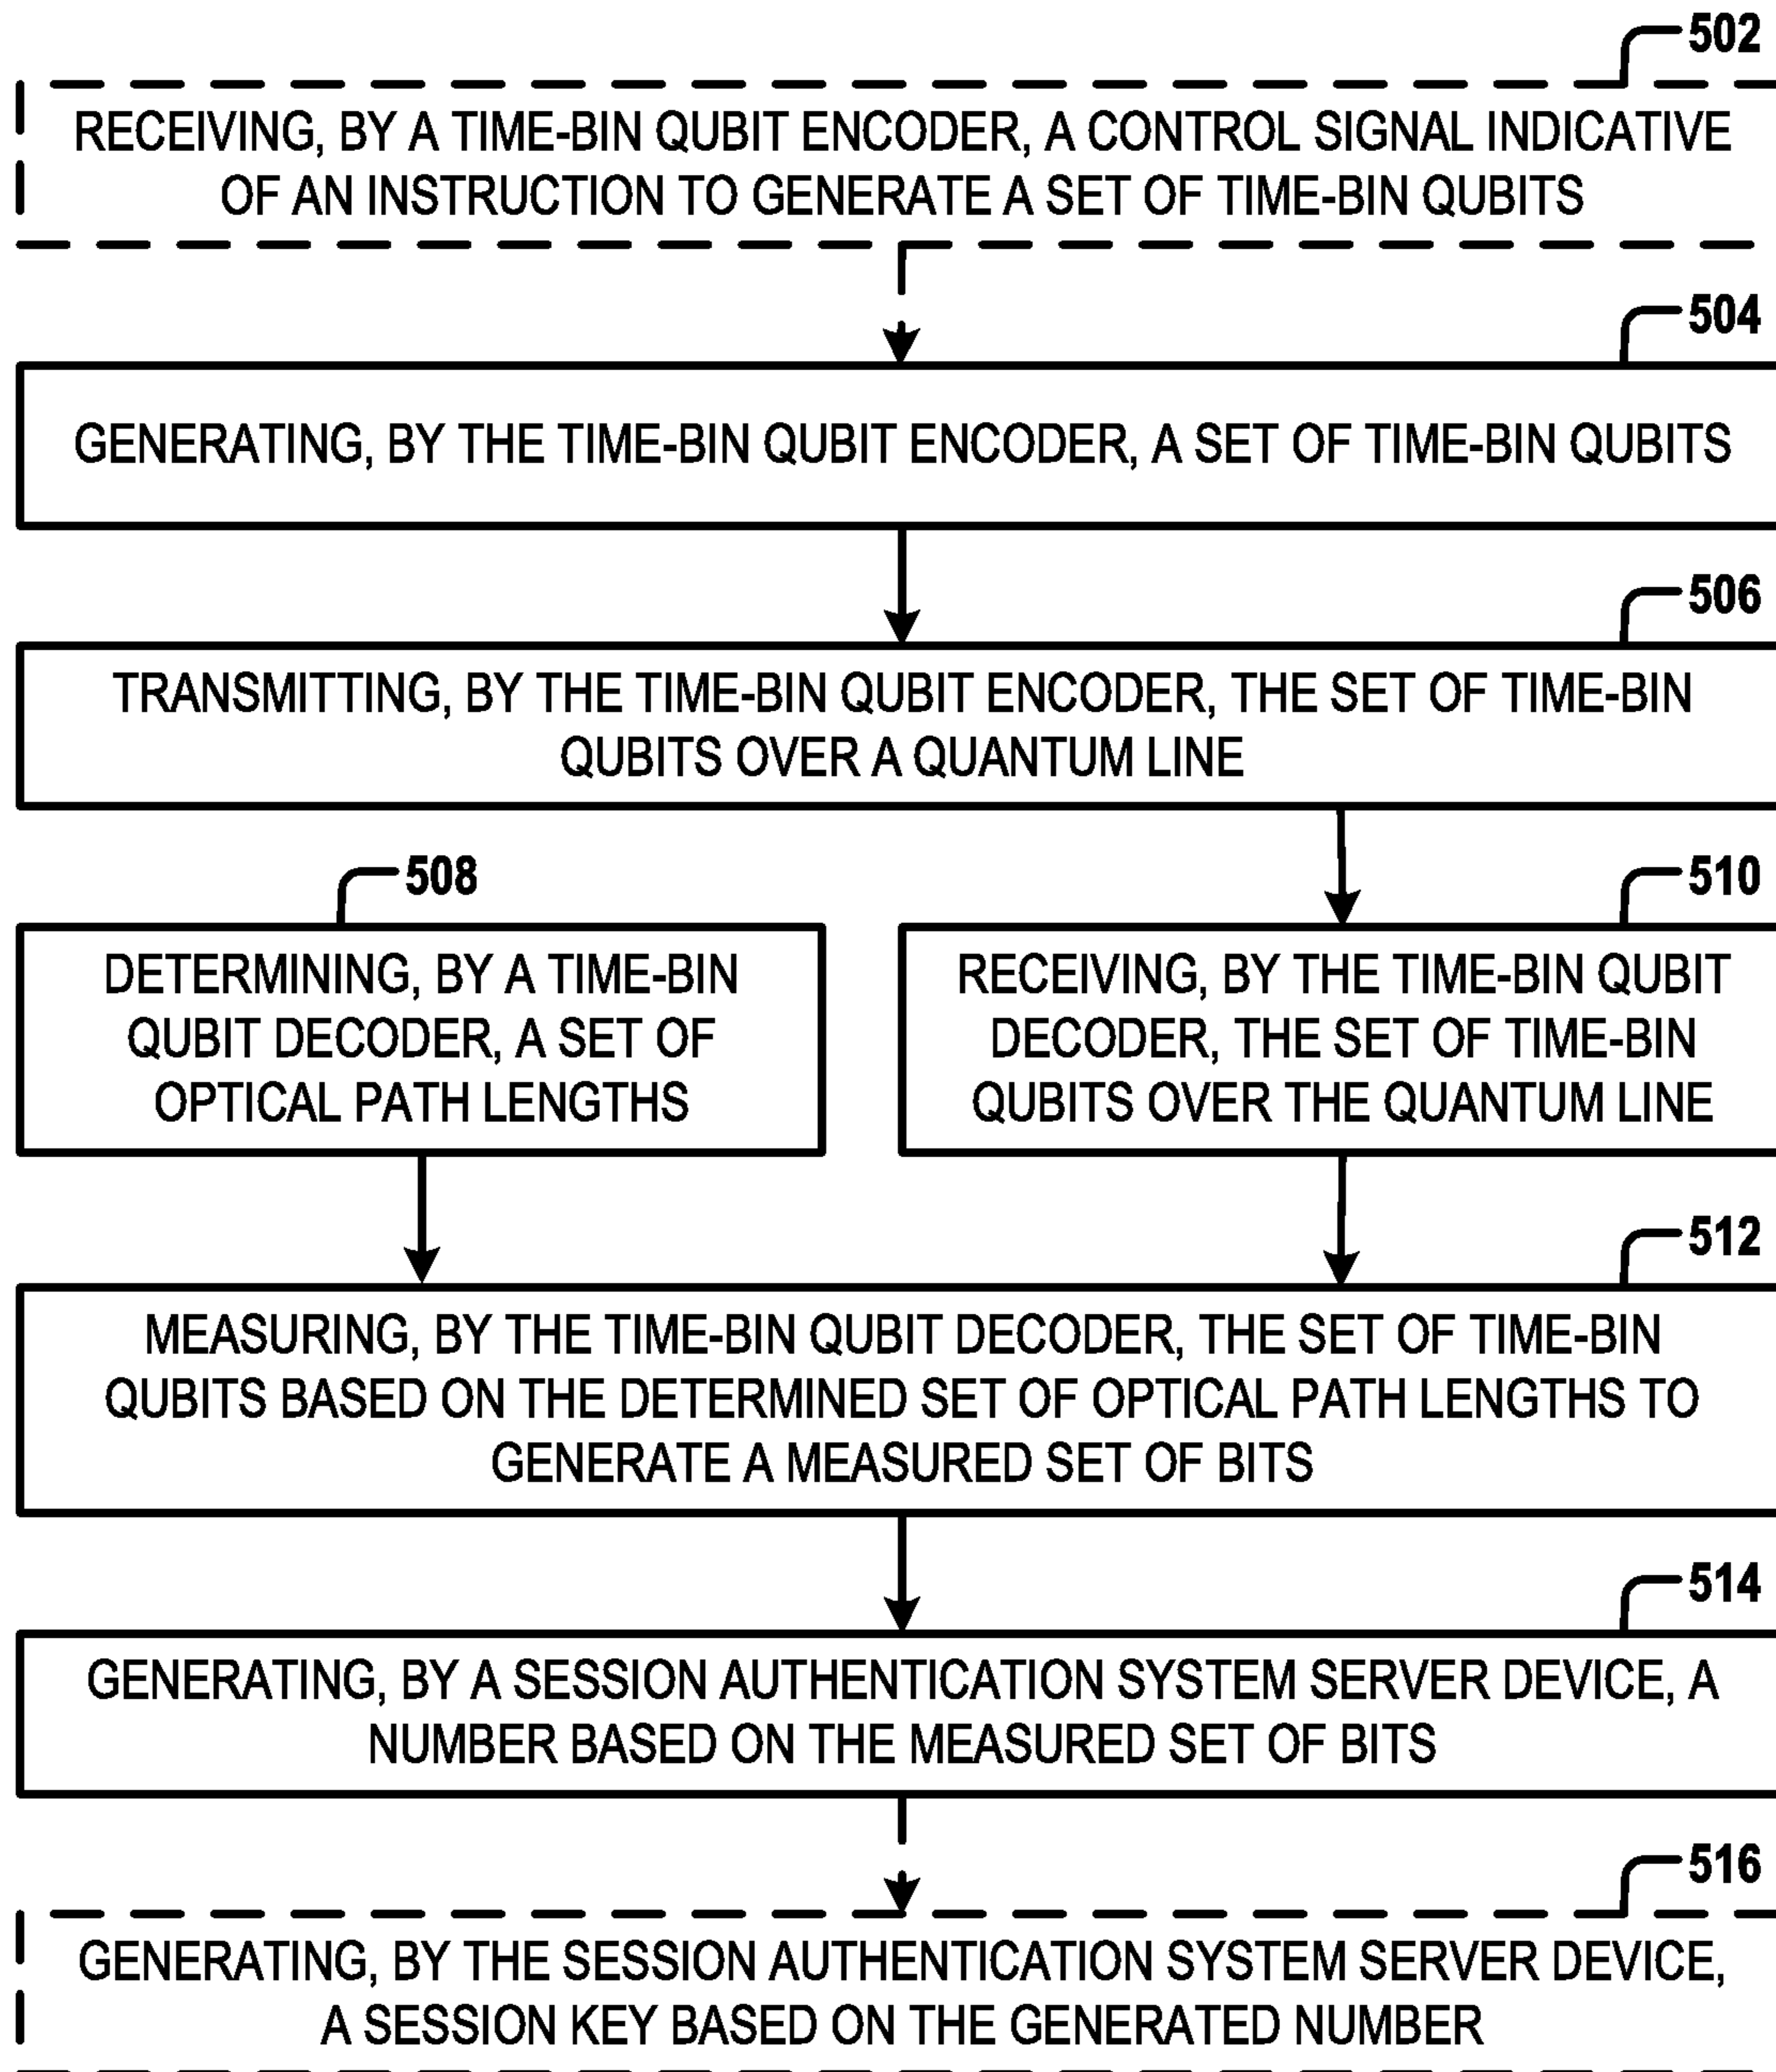 502
RECEIVING, BY A TIME-BIN QUBIT ENCODER, A CONTROL SIGNAL INDICATIVE
OF AN INSTRUCTION TO GENERATE A SET OF TIME-BIN QUBITS
504
GENERATING, BY THE TIME-BIN QUBIT ENCODER, A SET OF TIME-BIN QUBITS
506
TRANSMITTING, BY THE TIME-BIN QUBIT ENCODER, THE SET OF TIME-BIN
QUBITS OVER A QUANTUM LINE
508
DETERMINING, BY A TIME-BIN
QUBIT DECODER, A SET OF
OPTICAL PATH LENGTHS
510
RECEIVING, BY THE TIME-BIN QUBIT
DECODER, THE SET OF TIME-BIN
QUBITS OVER THE QUANTUM LINE
512
MEASURING, BY THE TIME-BIN QUBIT DECODER, THE SET OF TIME-BIN
QUBITS BASED ON THE DETERMINED SET OF OPTICAL PATH LENGTHS TO
GENERATE A MEASURED SET OF BITS
514
GENERATING, BY A SESSION AUTHENTICATION SYSTEM SERVER DEVICE, A
NUMBER BASED ON THE MEASURED SET OF BITS
516
GENERATING, BY THE SESSION AUTHENTICATION SYSTEM SERVER DEVICE,
A SESSION KEY BASED ON THE GENERATED NUMBER